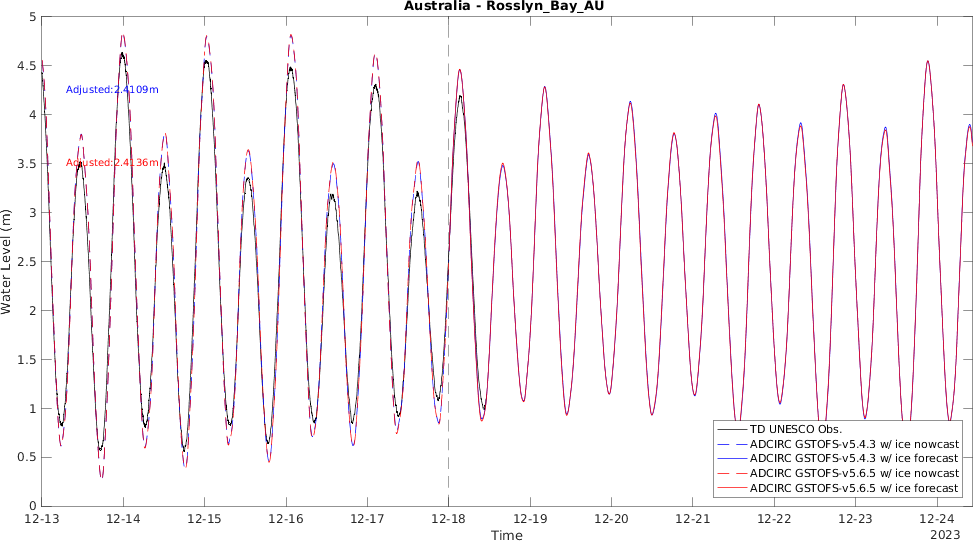 Australia - Rosslyn_Bay_AU
5
4.5
4
3.5
3
2.5
2
1.5
1
0.5
0
Water Level (m)
Adjusted:2.4109m
Adjusted:2.4136m
TD UNESCO Obs.
ADCIRC GSTOFS-v5.4.3 w/ ice nowcast
ADCIRC GSTOFS-v5.4.3 w/ ice forecast
ADCIRC GSTOFS-v5.6.5 w/ ice nowcast
ADCIRC GSTOFS-v5.6.5 w/ ice forecast
12-13 12-14 12-15 12-16 12-17 12-18 12-19 12-20 12-21 12-22 12-23 12-24
2023
Time